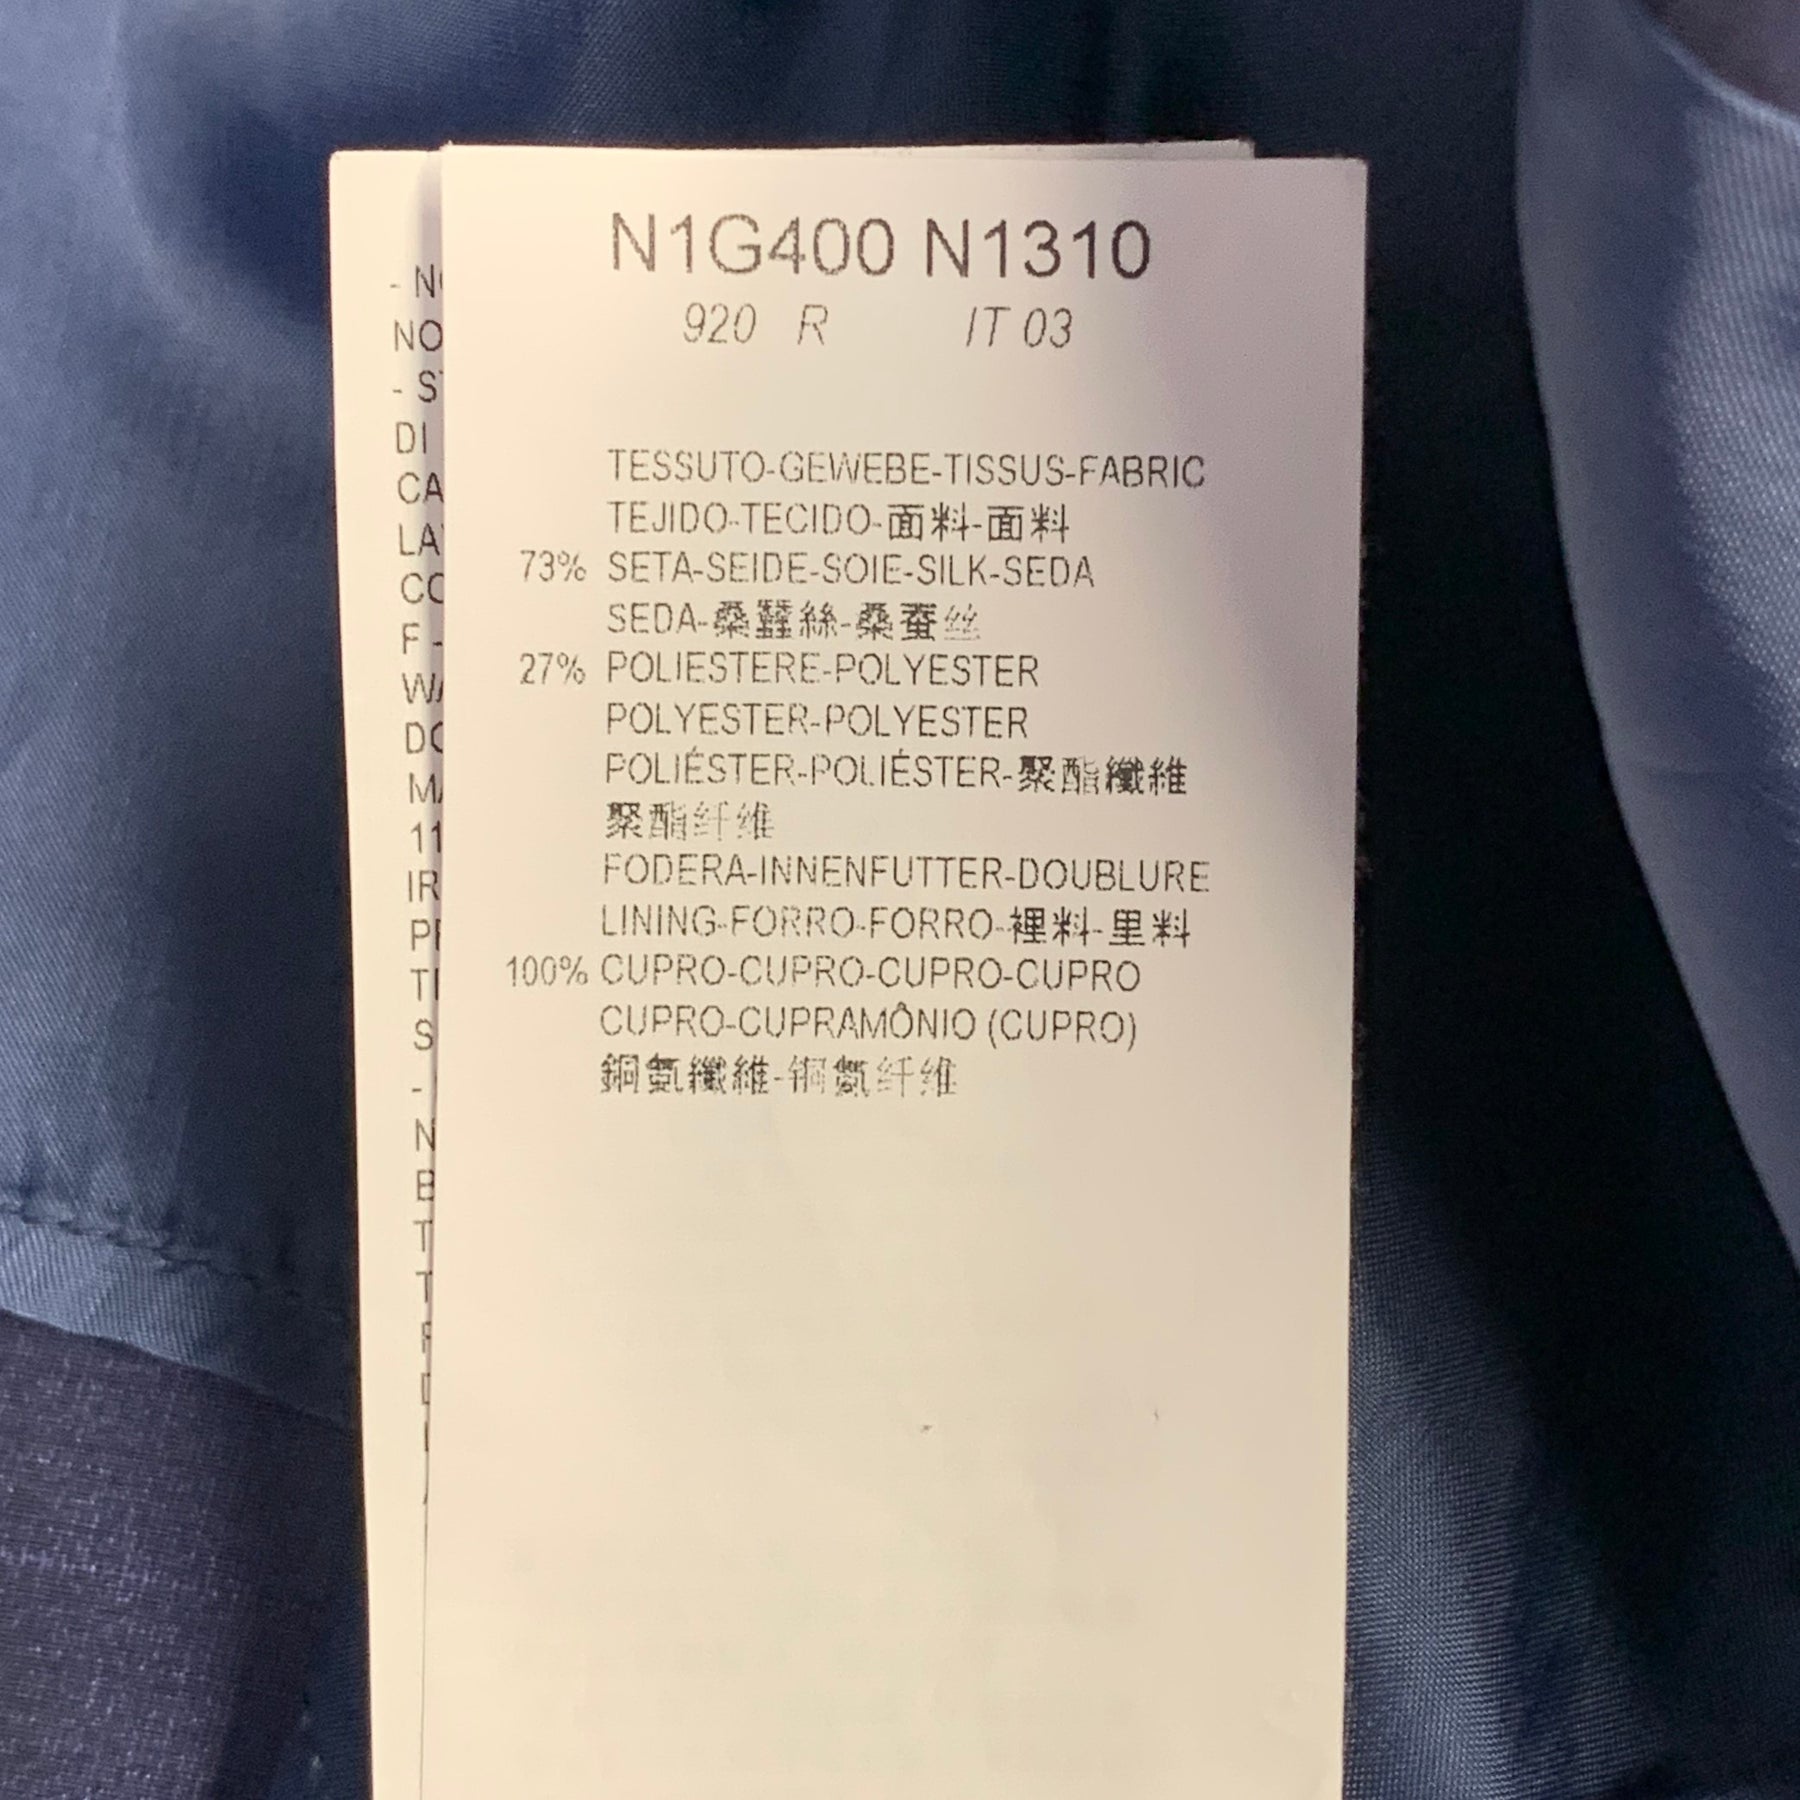 N1G400 N1310
920 R IT 03
TESSUTO-GEWEBE-TISSUS-FABRIC
TEJIDO-TECIDO-面料-面料
73% SETA-SEIDE-SOIE-SILK-SEDA
SEDA-桑蠶絲-桑蚕丝
27% POLIESTERE-POLYESTER
POLYESTER-POLYESTER
POLIÉSTER-POLIÉSTER-聚酯纖維
聚酯纤维
FODERA-INNENFUTTER-DOUBLURE
LINING-FORRO-FORRO-裡料-里料
100% CUPRO-CUPRO-CUPRO-CUPRO
CUPRO-CUPRAMÔNIO (CUPRO)
銅氨纖維-铜氨纤维